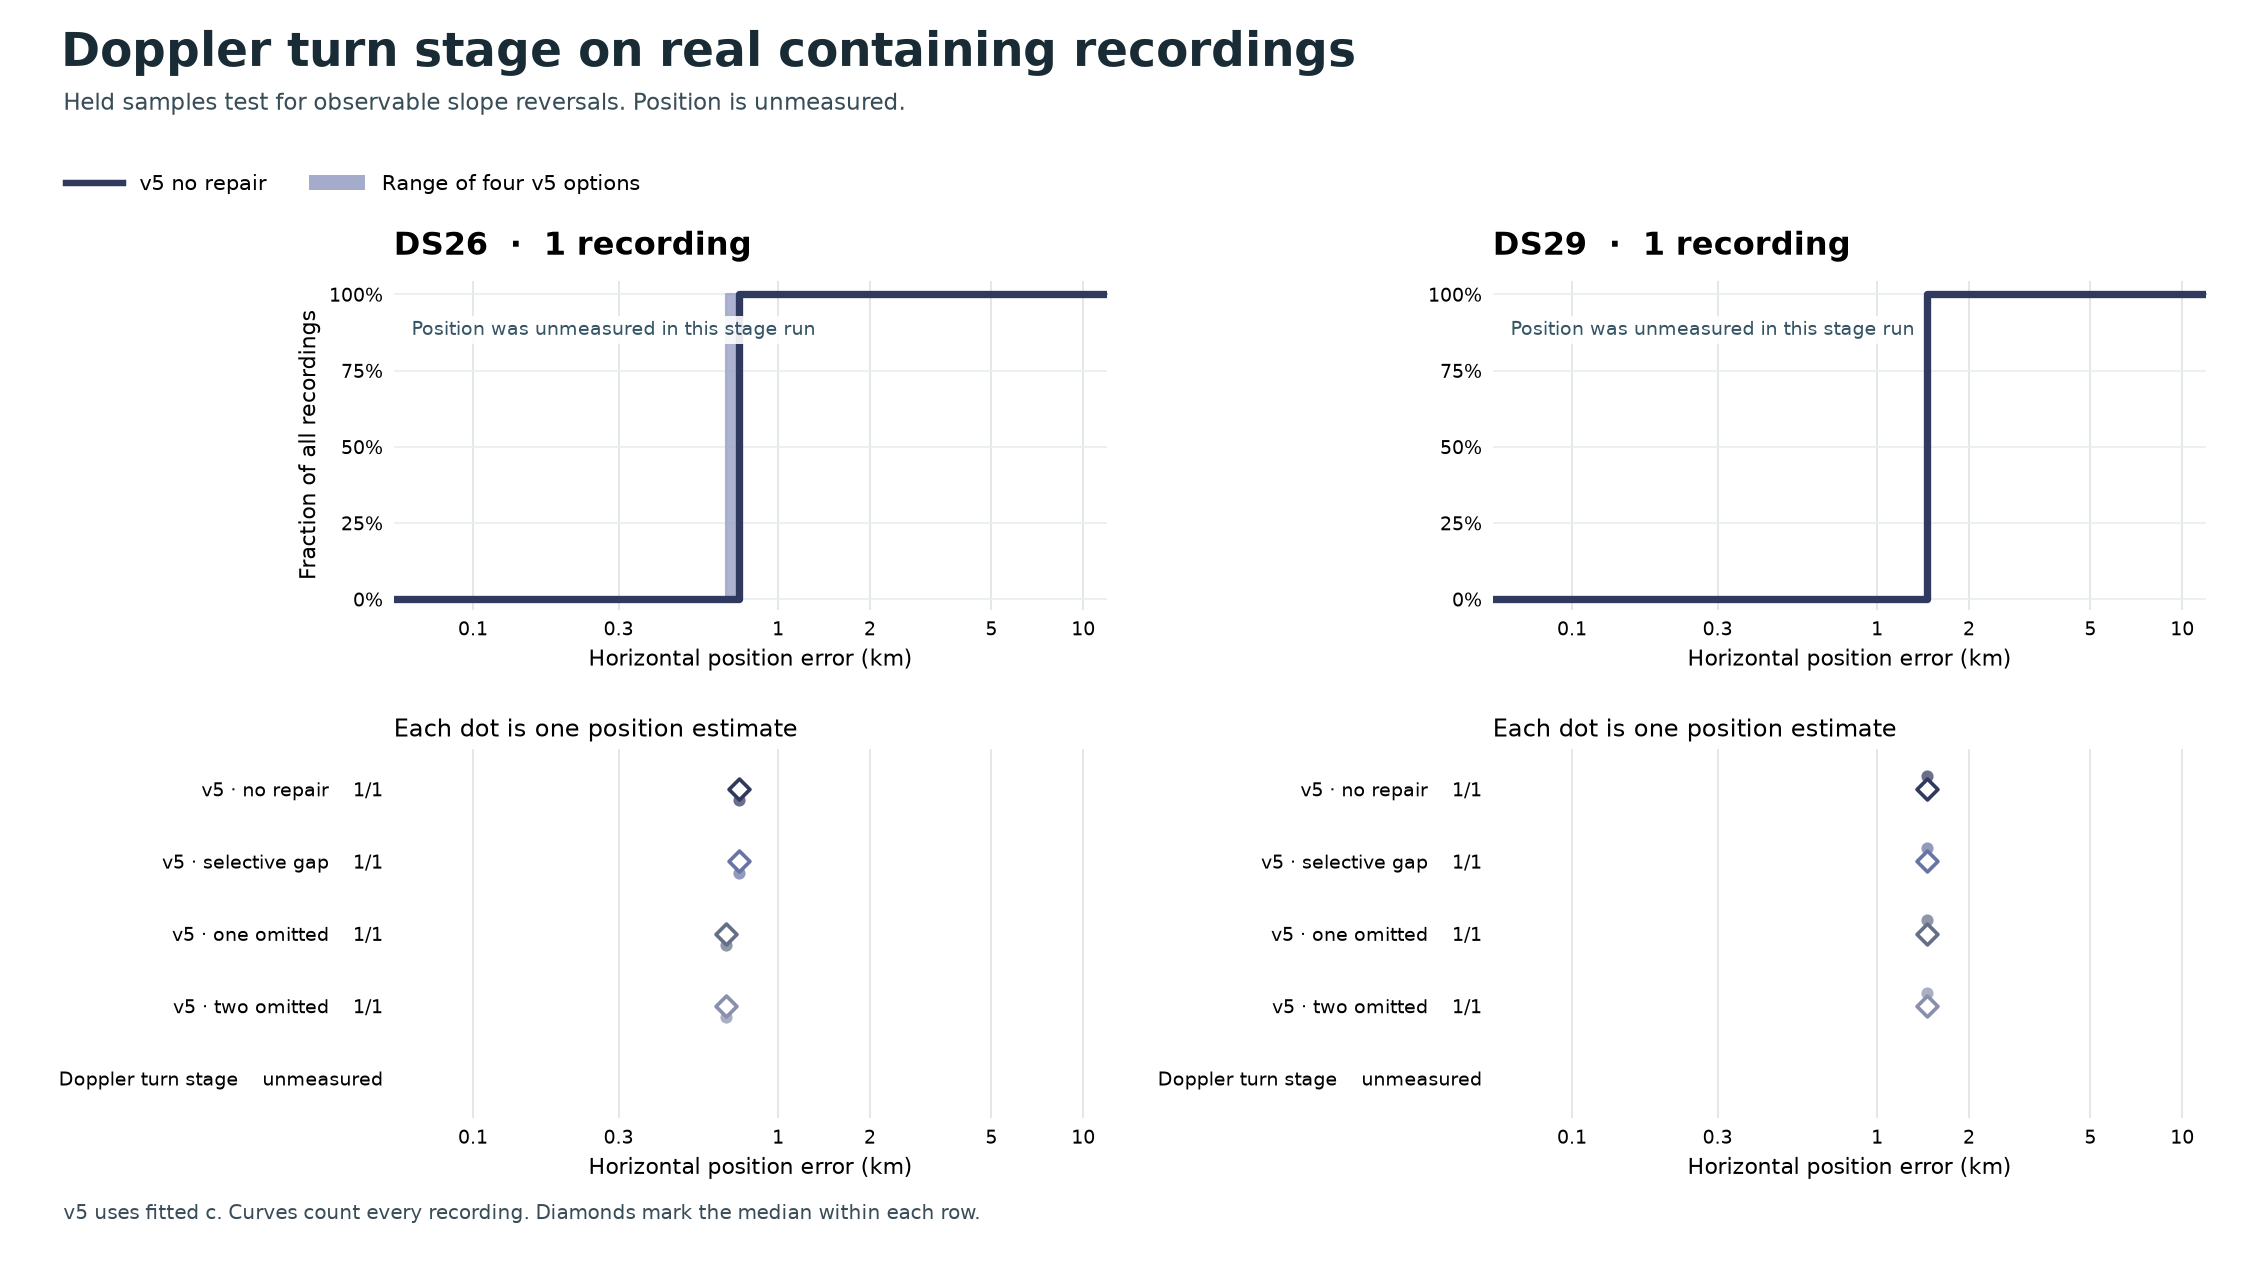 Doppler turn stage on real containing recordings
Held samples test for observable slope reversals. Position is unmeasured.
v5 no repair
Range of four v5 options
DS26 · 1 recording
Fraction of all recordings
100%
75%
50%
25%
0%
Position was unmeasured in this stage run
0.1 0.3 1 2 5 10
Horizontal position error (km)
DS29 · 1 recording
100%
75%
50%
25%
0%
Position was unmeasured in this stage run
0.1 0.3 1 2 5 10
Horizontal position error (km)
Each dot is one position estimate
v5 · no repair 1/1
v5 · selective gap 1/1
v5 · one omitted 1/1
v5 · two omitted 1/1
Doppler turn stage unmeasured
0.1 0.3 1 2 5 10
Horizontal position error (km)
Each dot is one position estimate
v5 · no repair 1/1
v5 · selective gap 1/1
v5 · one omitted 1/1
v5 · two omitted 1/1
Doppler turn stage unmeasured
0.1 0.3 1 2 5 10
Horizontal position error (km)
v5 uses fitted c. Curves count every recording. Diamonds mark the median within each row.